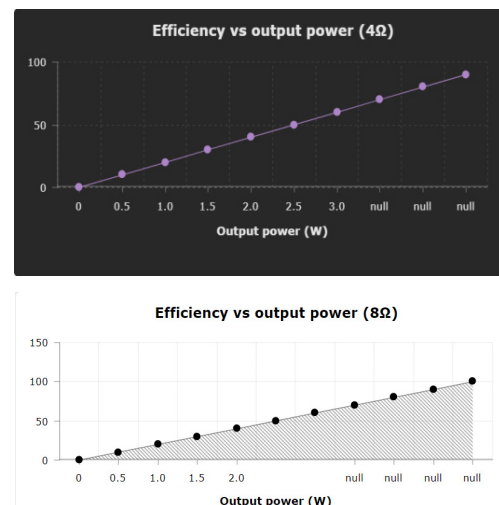 Efficiency vs output power (4Ω)
100
50
0
0 0.5 1.0 1.5 2.0 2.5 3.0 null null null
Output power (W)
Efficiency vs output power (8Ω)
150
100
50
0
0 0.5 1.0 1.5 2.0 null null null null
Output power (W)